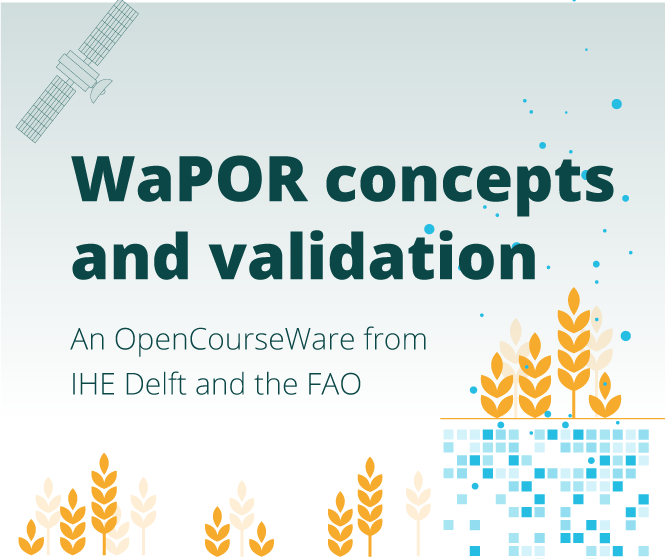 WaPOR concepts
and validation
An OpenCourseWare from
IHE Delft and the FAO